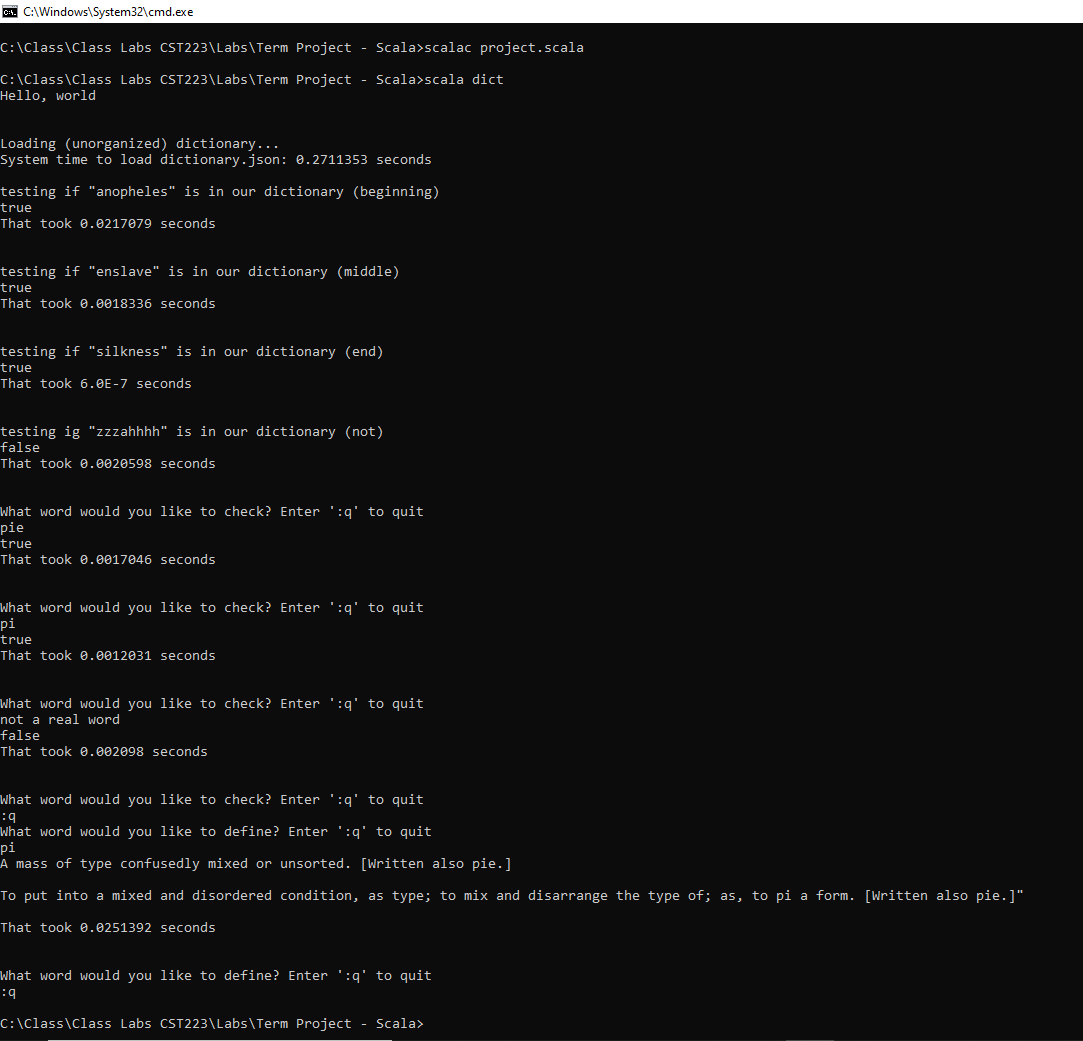 C:\Windows\System32\cmd.exe
C:\Class\Class Labs CST223\Labs\Term Project - Scala>scalac project.scala
C:\Class\Class Labs CST223\Labs\Term Project - Scala>scala dict
Hello, world
Loading (unorganized) dictionary...
System time to load dictionary.json: 0.2711353 seconds
testing if "anopheles" is in our dictionary (beginning)
true
That took 0.0217079 seconds
testing if "enslave" is in our dictionary (middle)
true
That took 0.0018336 seconds
testing if "silkness" is in our dictionary (end)
true
That took 6.0E-7 seconds
testing ig "zzzahhhh" is in our dictionary (not)
false
That took 0.0020598 seconds
What word would you like to check? Enter ':q' to quit
pie
true
That took 0.0017046 seconds
What word would you like to check? Enter ':q' to quit
pi
true
That took 0.0012031 seconds
What word would you like to check? Enter ':q' to quit
not a real word
false
That took 0.002098 seconds
What word would you like to check? Enter ':q' to quit
:q
What word would you like to define? Enter ':q' to quit
pi
A mass of type confusedly mixed or unsorted. [Written also pie.]
To put into a mixed and disordered condition, as type; to mix and disarrange the type of; as, to pi a form. [Written also pie.]"
That took 0.0251392 seconds
What word would you like to define? Enter ':q' to quit
:q
C:\Class\Class Labs CST223\Labs\Term Project - Scala>